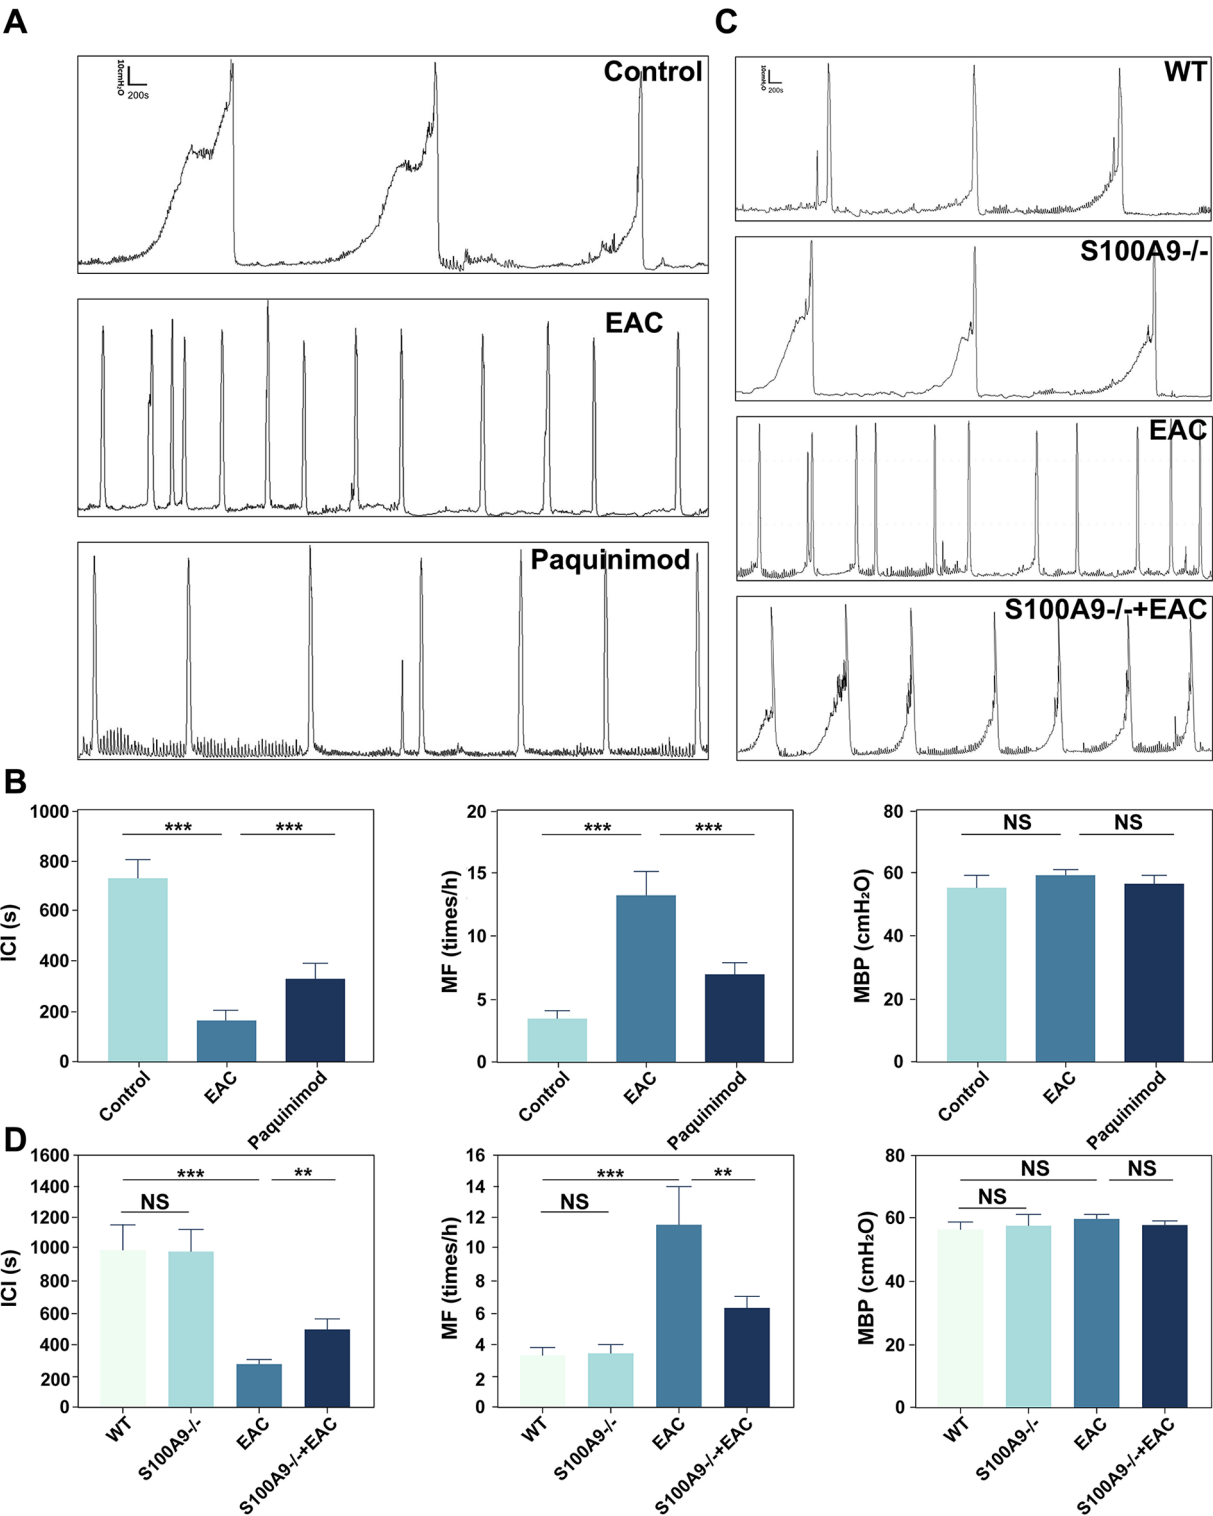 A
C
10cmH₂O
200s
Control
EAC
Paquinimod
10cmH₂O
200s
WT
S100A9-/-
EAC
S100A9-/-+EAC
B
ICI (s)
1000
800
600
400
200
0
***
***
Control
EAC
Paquinimod
MF (times/h)
20
15
10
5
0
***
***
Control
EAC
Paquinimod
MBP (cmH₂O)
80
60
40
20
0
NS
NS
Control
EAC
Paquinimod
D
ICI (s)
1600
1400
1200
1000
800
600
400
200
0
***
**
NS
WT
S100A9-/-
EAC
S100A9-/-+EAC
MF (times/h)
16
14
12
10
8
6
4
2
0
***
**
NS
WT
S100A9-/-
EAC
S100A9-/-+EAC
MBP (cmH₂O)
80
60
40
20
0
NS
NS
NS
WT
S100A9-/-
EAC
S100A9-/-+EAC